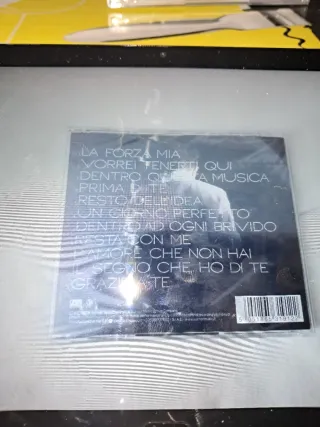 LA FORZA MIA
VORREI TENERTI QUI
DENTRO QUESTA MUSICA
PRIMA DI TE
RESTO DELL'IDEA
UN GIORNO PERFETTO
DENTRO AD OGNI BRIVIDO
RESTA CON ME
L'AMORE CHE NON HAI
IL SEGNO CHE HO DI TE
GRAZIE A TE